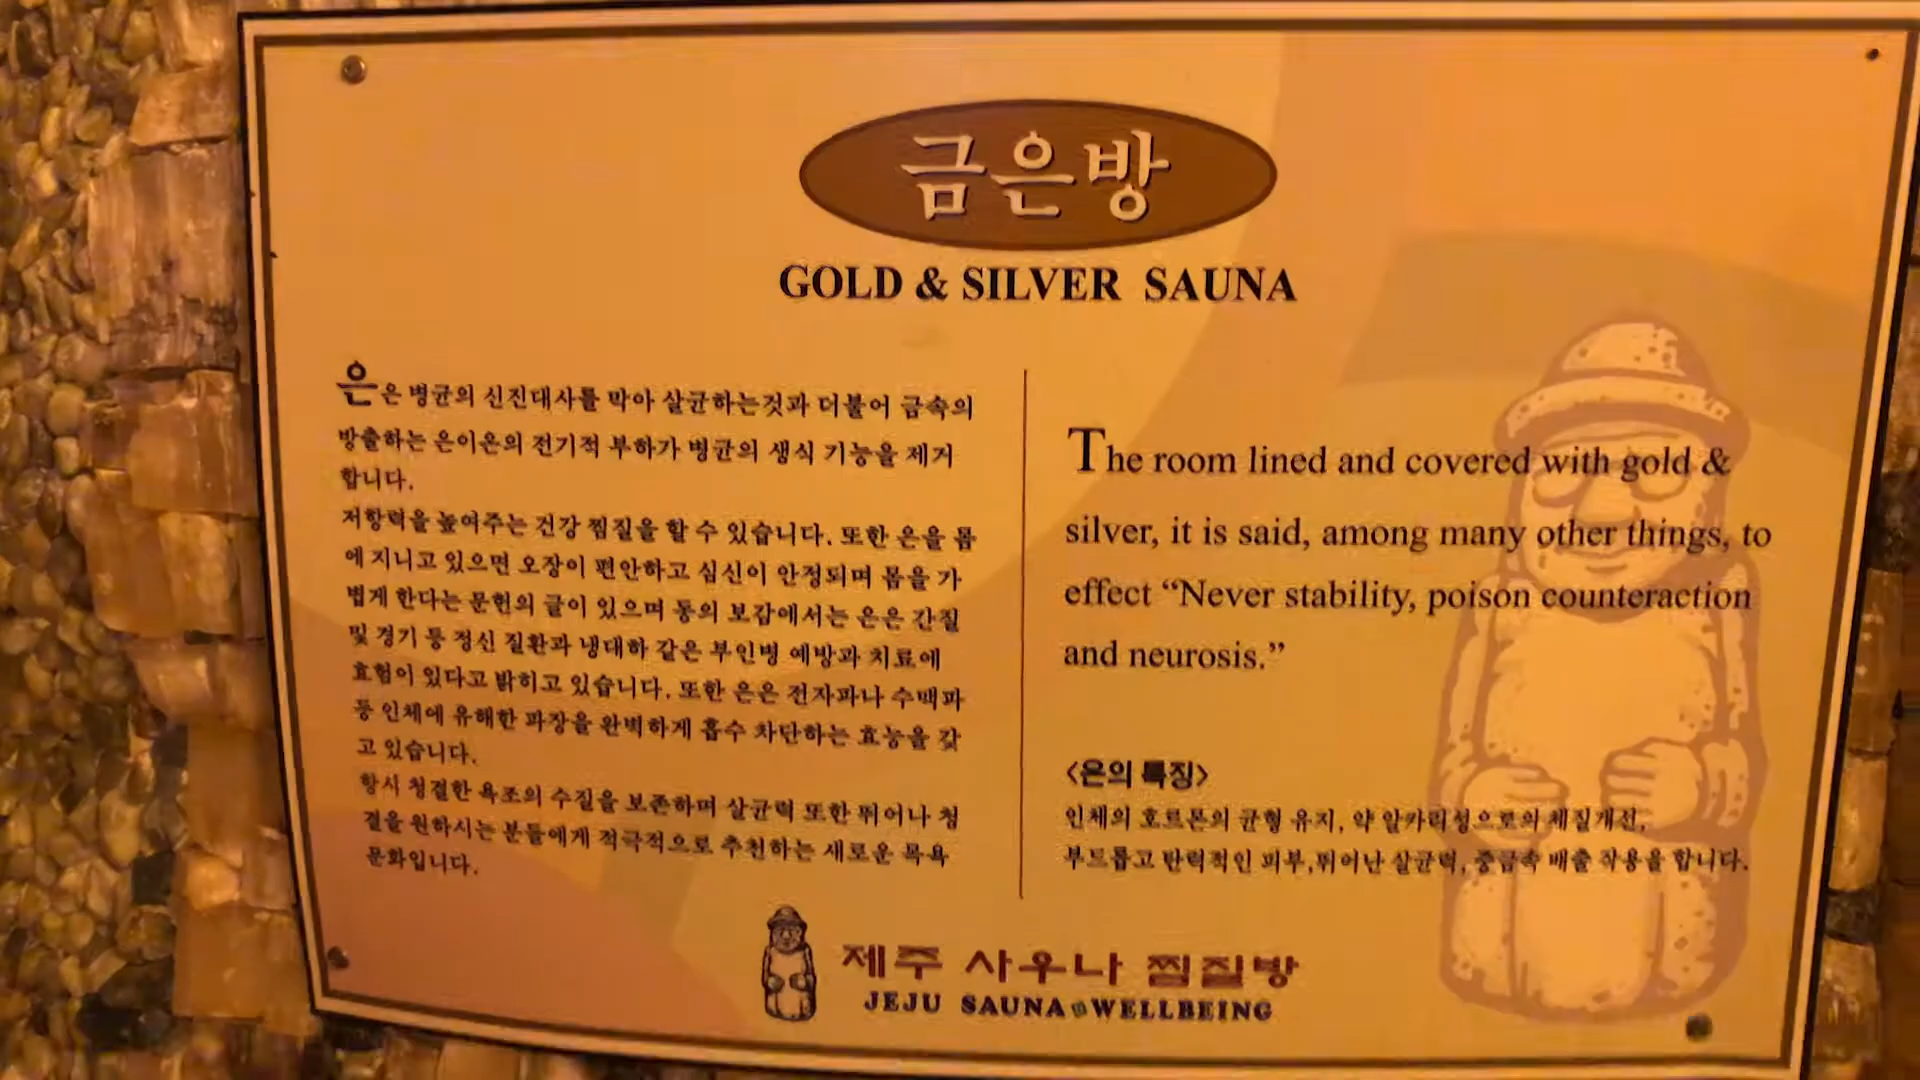 금은방
GOLD & SILVER SAUNA
은은 병균의 신진대사를 막아 살균하는것과 더불어 금속의
방출하는 은이온의 전기적 부하가 병균의 생식 기능을 제거
합니다.
저항력을 높여주는 건강 찜질을 할 수 있습니다. 또한 은을 몸
에 지니고 있으면 오장이 편안하고 심신이 안정되며 몸을 가
볍게 한다는 문헌의 글이 있으며 동의 보감에서는 은은 간질
및 경기 등 정신 질환과 냉대하 같은 부인병 예방과 치료에
효험이 있다고 밝히고 있습니다. 또한 은은 전자파나 수맥파
등 인체에 유해한 파장을 완벽하게 흡수 차단하는 효능을 갖
고 있습니다.
항시 청결한 욕조의 수질을 보존하며 살균력 또한 뛰어나 청
결을 원하시는 분들에게 적극적으로 추천하는 새로운 목욕
문화입니다.
The room lined and covered with gold &
silver, it is said, among many other things, to
effect “Never stability, poison counteraction
and neurosis.”
<은의 특징>
인체의 호르몬의 균형 유지, 약 알카리성으로의 체질개선,
부드롭고 탄력적인 피부,뛰어난 살균력, 중금속 배출 작용을 합니다.
제주 사우나 찜질방
JEJU SAUNA WELLBEING